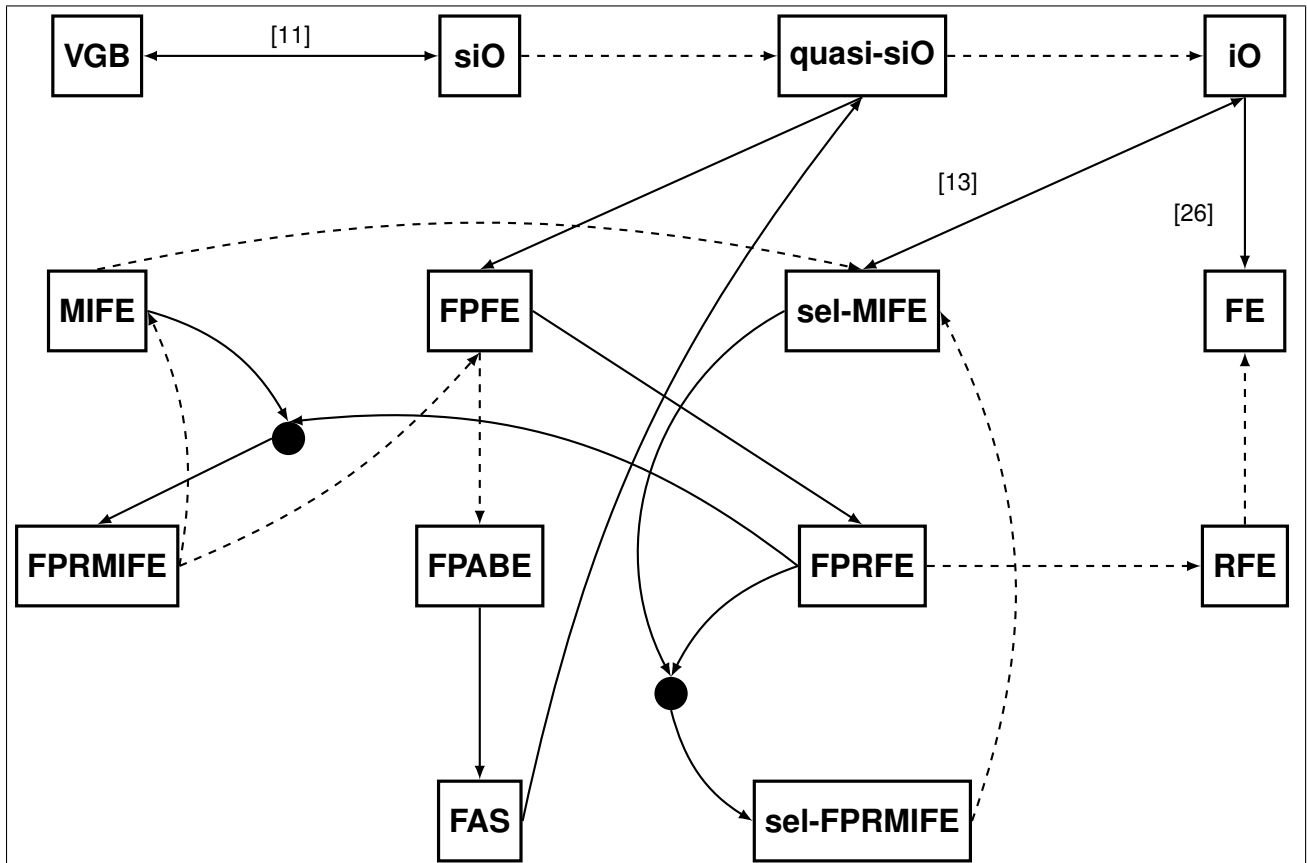 VGB
[11]
siO
quasi-siO
iO
[13]
[26]
MIFE
FPFE
sel-MIFE
FE
FPRMIFE
FPABE
FPRFE
RFE
FAS
sel-FPRMIFE